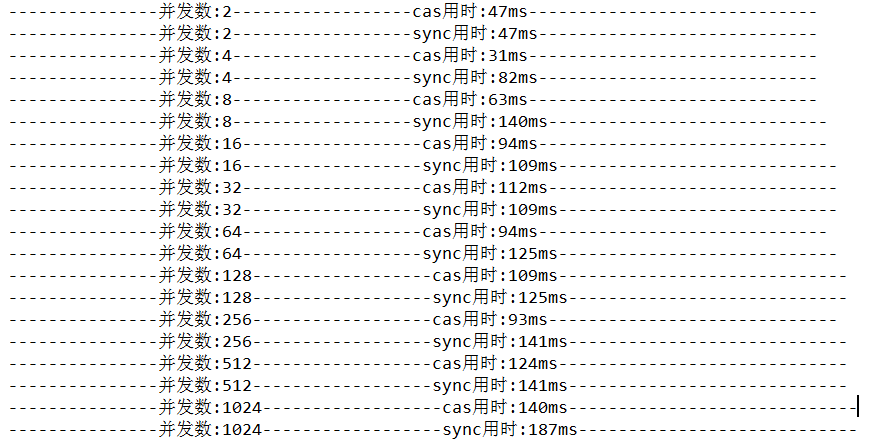 ---------------并发数:2------------------cas用时:47ms-----------------------------
---------------并发数:2------------------sync用时:47ms----------------------------
---------------并发数:4------------------cas用时:31ms-----------------------------
---------------并发数:4------------------sync用时:82ms----------------------------
---------------并发数:8------------------cas用时:63ms-----------------------------
---------------并发数:8------------------sync用时:140ms----------------------------
---------------并发数:16------------------cas用时:94ms-----------------------------
---------------并发数:16------------------sync用时:109ms----------------------------
---------------并发数:32------------------cas用时:112ms-----------------------------
---------------并发数:32------------------sync用时:109ms----------------------------
---------------并发数:64------------------cas用时:94ms-----------------------------
---------------并发数:64------------------sync用时:125ms----------------------------
---------------并发数:128------------------cas用时:109ms----------------------------
---------------并发数:128------------------sync用时:125ms----------------------------
---------------并发数:256------------------cas用时:93ms-----------------------------
---------------并发数:256------------------sync用时:141ms----------------------------
---------------并发数:512------------------cas用时:124ms-----------------------------
---------------并发数:512------------------sync用时:141ms----------------------------
---------------并发数:1024------------------cas用时:140ms-----------------------------
---------------并发数:1024------------------sync用时:187ms----------------------------